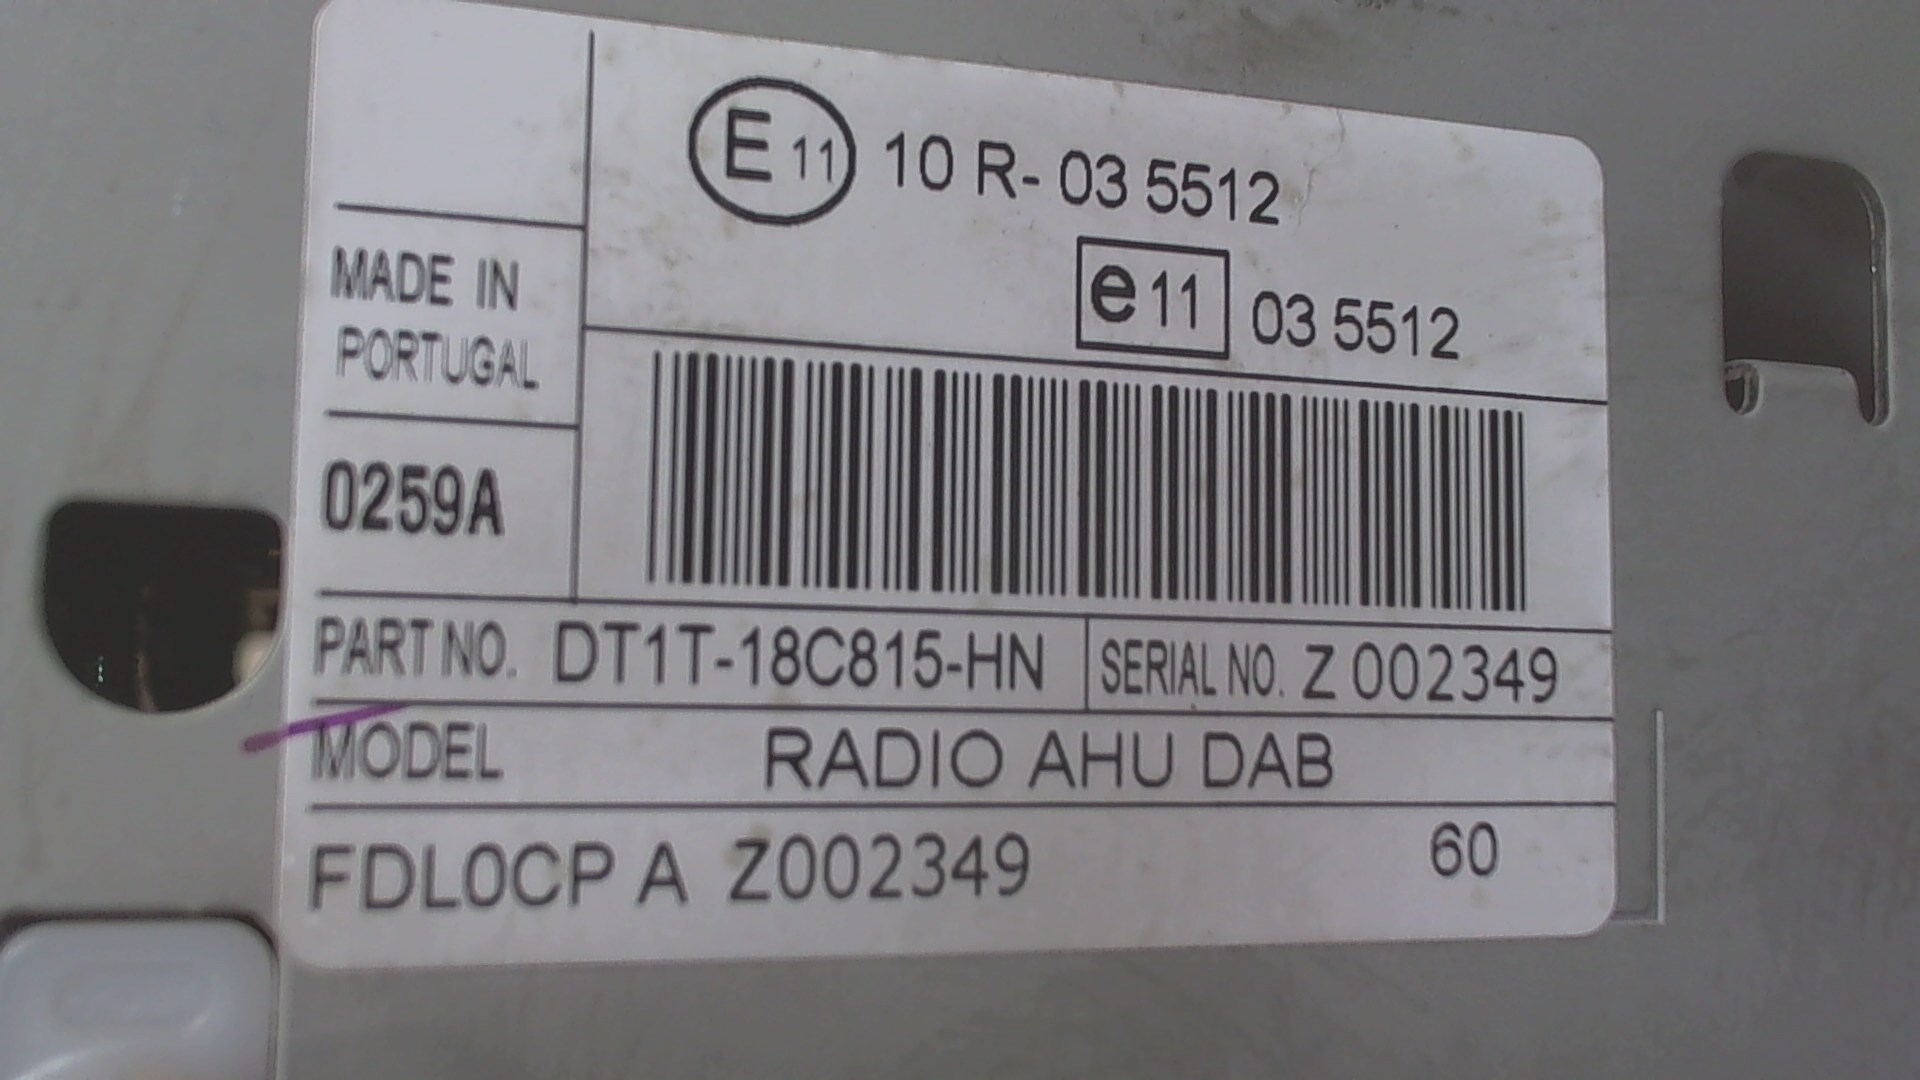 E 11 10 R- 03 5512
e 11 03 5512
MADE IN
PORTUGAL
0259A
PART NO. DT1T-18C815-HN
SERIAL NO. Z 002349
MODEL RADIO AHU DAB
FDL0CP A Z002349 60